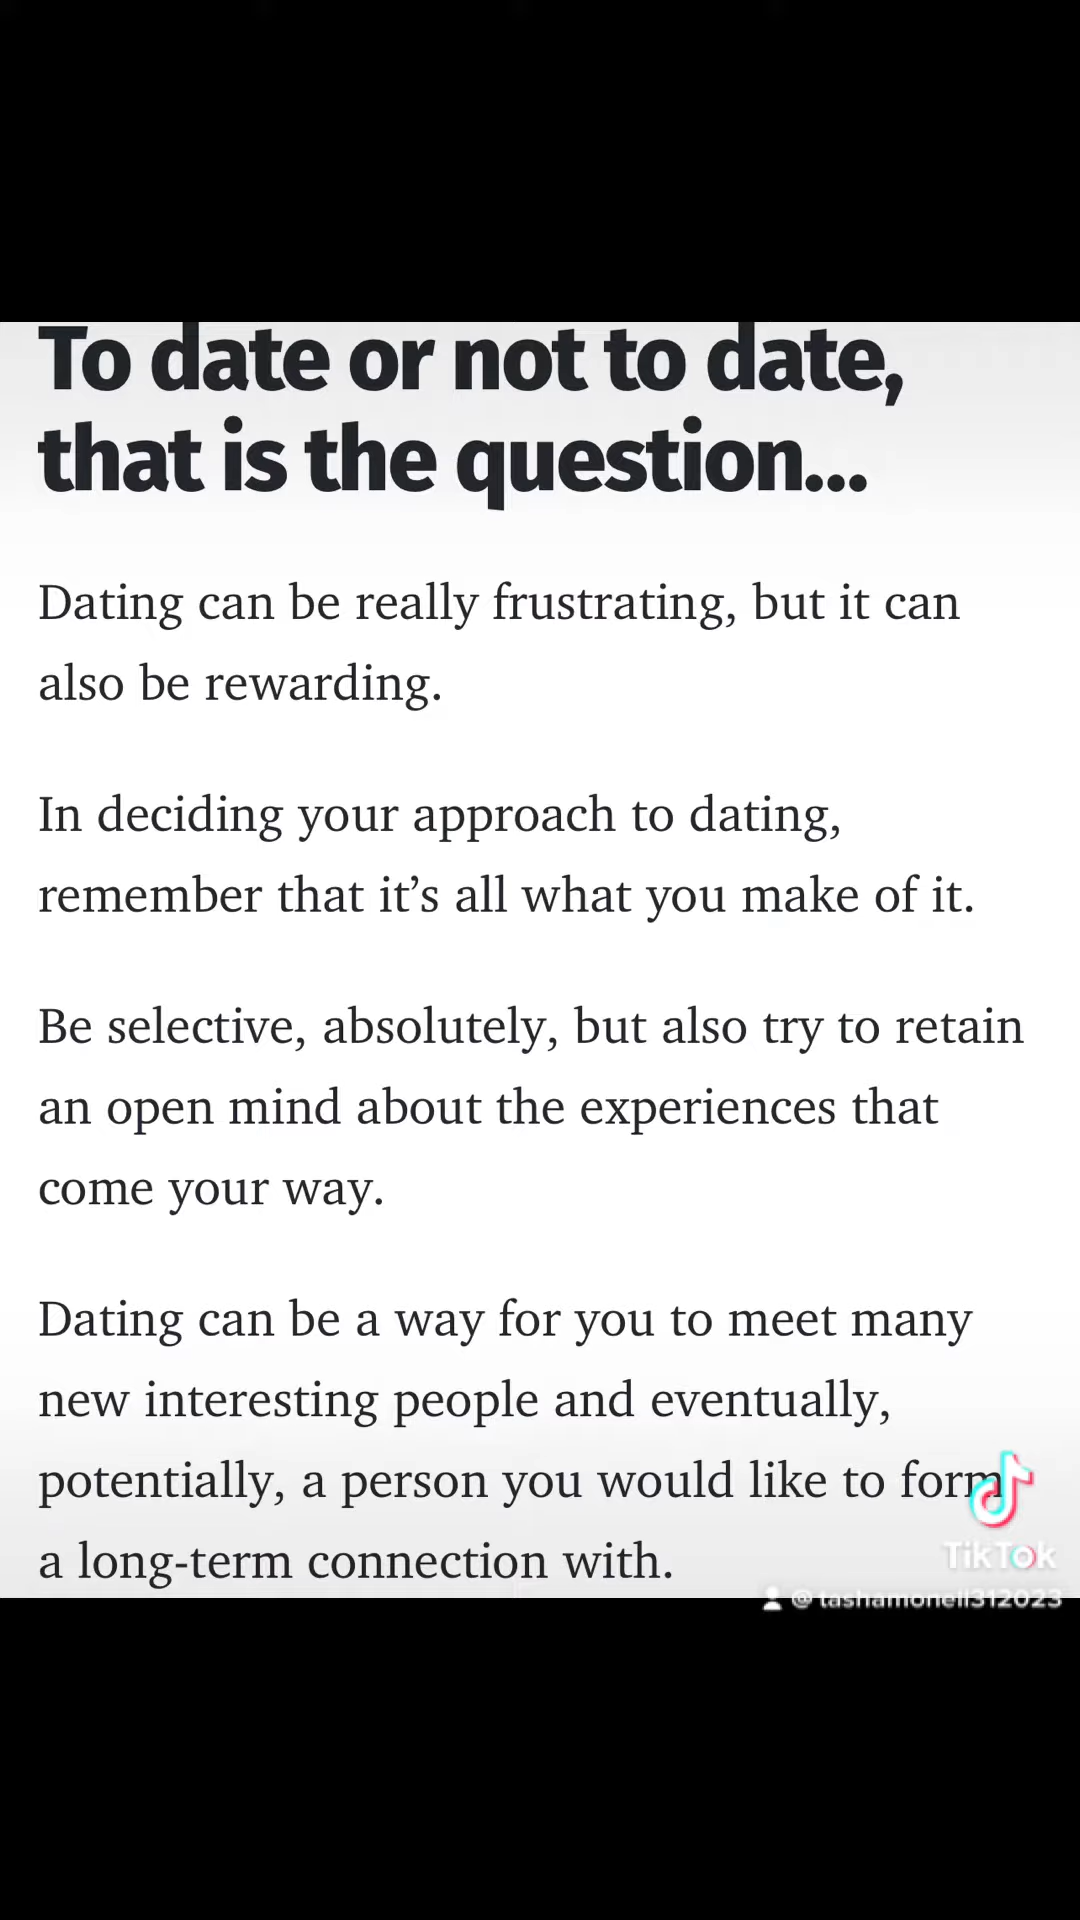 To date or not to date,
that is the question...
Dating can be really frustrating, but it can
also be rewarding.
In deciding your approach to dating,
remember that it’s all what you make of it.
Be selective, absolutely, but also try to retain
an open mind about the experiences that
come your way.
Dating can be a way for you to meet many
new interesting people and eventually,
potentially, a person you would like to form
a long-term connection with.
TikTok
@tashamonell312023